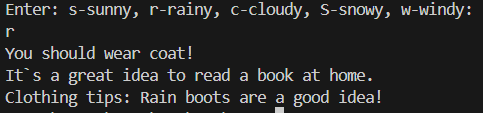 Enter: s-sunny, r-rainy, c-cloudy, S-snowy, w-windy:
r
You should wear coat!
It`s a great idea to read a book at home.
Clothing tips: Rain boots are a good idea!